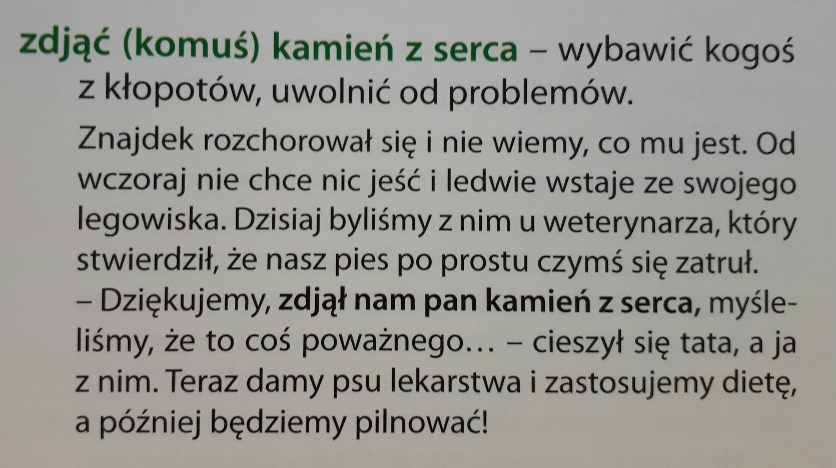 zdjąć (komuś) kamień z serca – wybawić kogoś
z kłopotów, uwolnić od problemów.
Znajdek rozchorował się i nie wiemy, co mu jest. Od
wczoraj nie chce nic jeść i ledwie wstaje ze swojego
legowiska. Dzisiaj byliśmy z nim u weterynarza, który
stwierdził, że nasz pies po prostu czymś się zatruł.
– Dziękujemy, zdjął nam pan kamień z serca, myśle-
liśmy, że to coś poważnego… – cieszył się tata, a ja
z nim. Teraz damy psu lekarstwa i zastosujemy dietę,
a później będziemy pilnować!